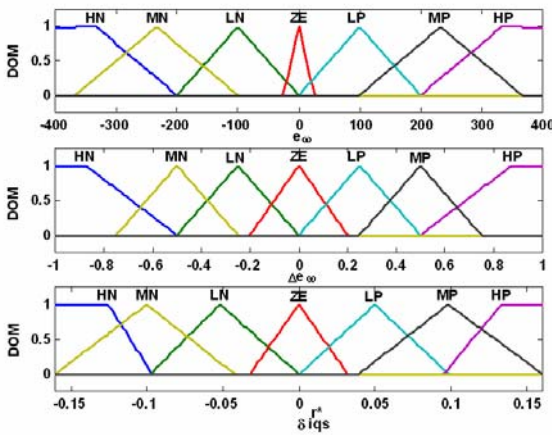 HN MN LN ZE LP MP HP
1
DOM
0.5
0
-400 -300 -200 -100 0 100 200 300 400
eω
HN MN LN ZE LP MP HP
1
DOM
0.5
0
-1 -0.8 -0.6 -0.4 -0.2 0 0.2 0.4 0.6 0.8 1
Δeω
HN MN LN ZE LP MP HP
1
DOM
0.5
0
-0.15 -0.1 -0.05 0 0.05 0.1 0.15
r*
δ iqs